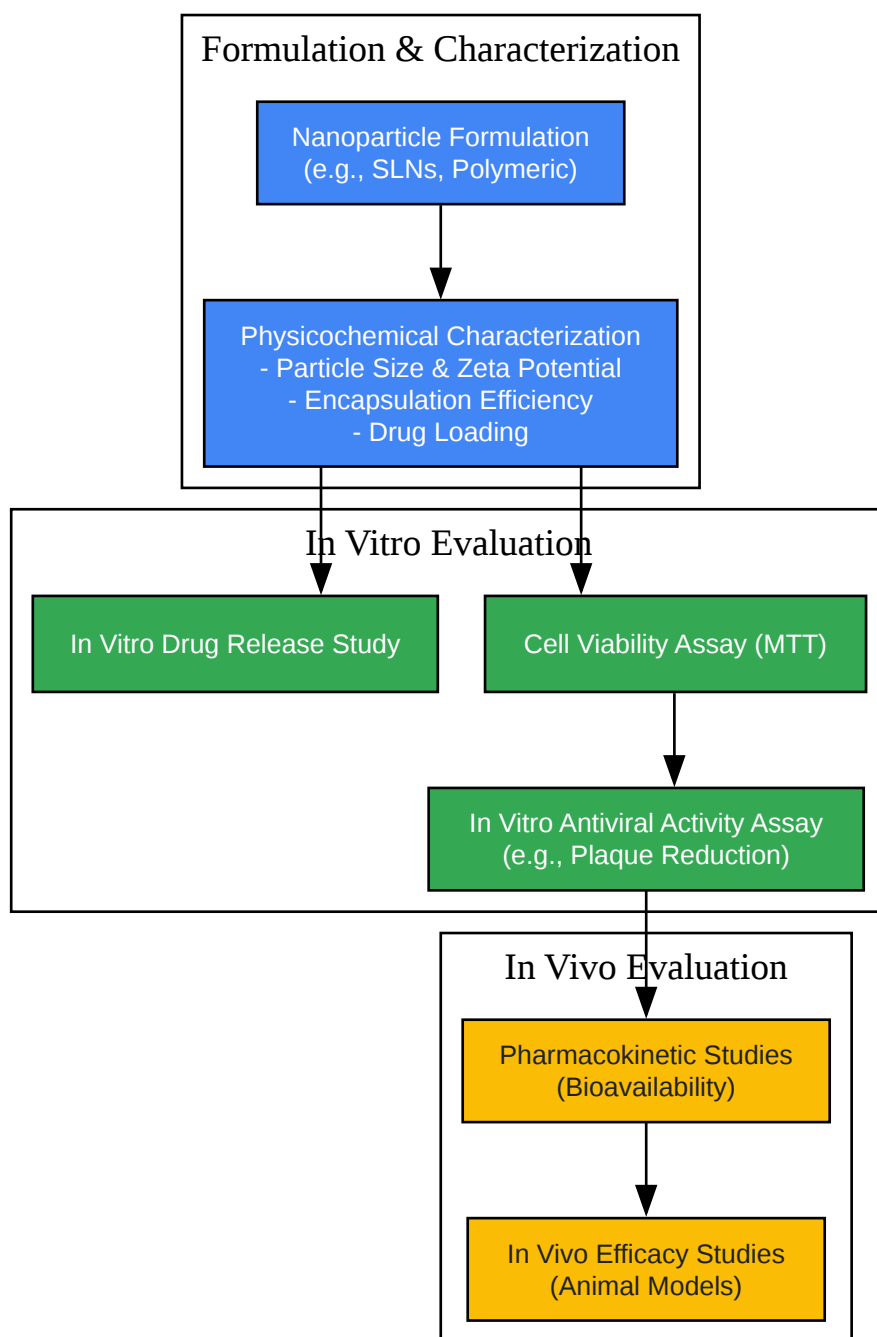 Formulation & Characterization
Nanoparticle Formulation
(e.g., SLNs, Polymeric)
Physicochemical Characterization
- Particle Size & Zeta Potential
- Encapsulation Efficiency
- Drug Loading
In Vitro Evaluation
In Vitro Drug Release Study
Cell Viability Assay (MTT)
In Vitro Antiviral Activity Assay
(e.g., Plaque Reduction)
In Vivo Evaluation
Pharmacokinetic Studies
(Bioavailability)
In Vivo Efficacy Studies
(Animal Models)